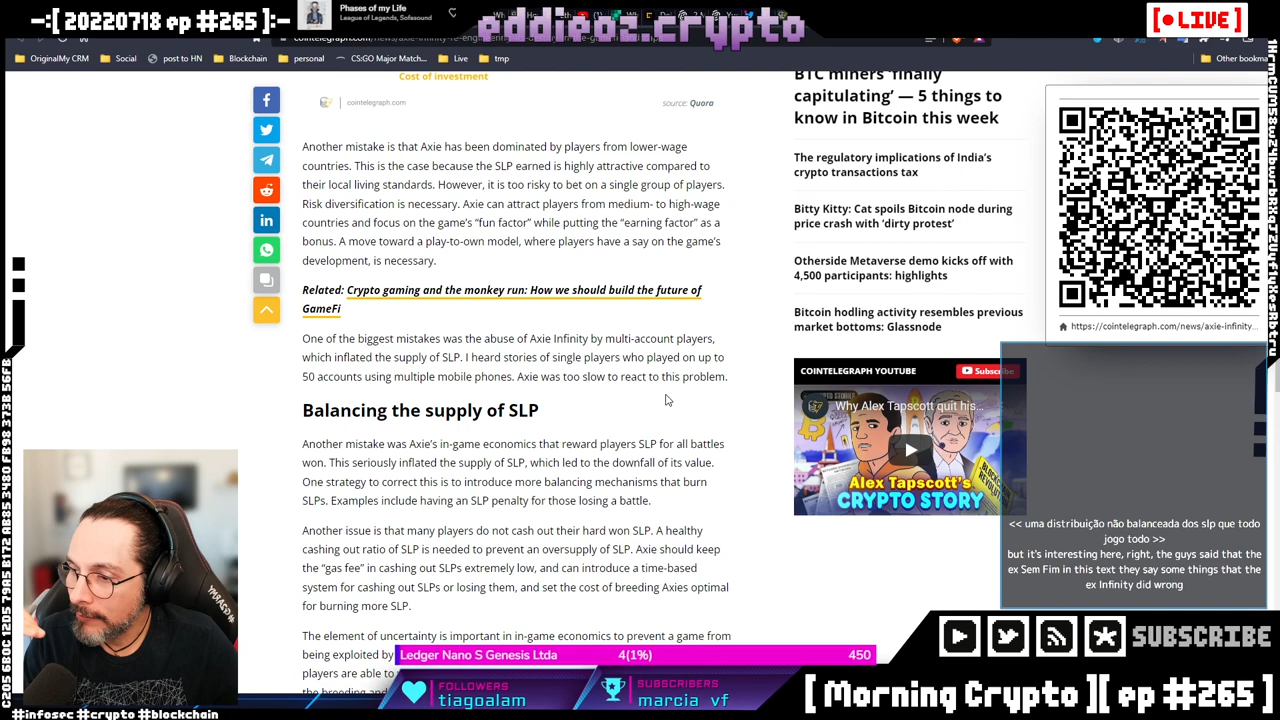 -:[ 20220718 ep #265 ]:-
Phases of my Life
League of Legends, Sofasound
[ ● LIVE ]
OriginalMy CRM
Social
post to HN
Blockchain
personal
CS:GO Major Match...
Live
tmp
Other bookma
Cost of investment
cointelegraph.com
source: Quora
Another mistake is that Axie has been dominated by players from lower-wage
countries. This is the case because the SLP earned is highly attractive compared to
their local living standards. However, it is too risky to bet on a single group of players.
Risk diversification is necessary. Axie can attract players from medium- to high-wage
countries and focus on the game's “fun factor” while putting the “earning factor” as a
bonus. A move toward a play-to-own model, where players have a say on the game's
development, is necessary.
Related: Crypto gaming and the monkey run: How we should build the future of
GameFi
One of the biggest mistakes was the abuse of Axie Infinity by multi-account players,
which inflated the supply of SLP. I heard stories of single players who played on up to
50 accounts using multiple mobile phones. Axie was too slow to react to this problem.
Balancing the supply of SLP
Another mistake was Axie's in-game economics that reward players SLP for all battles
won. This seriously inflated the supply of SLP, which led to the downfall of its value.
One strategy to correct this is to introduce more balancing mechanisms that burn
SLPs. Examples include having an SLP penalty for those losing a battle.
Another issue is that many players do not cash out their hard won SLP. A healthy
cashing out ratio of SLP is needed to prevent an oversupply of SLP. Axie should keep
the “gas fee” in cashing out SLPs extremely low, and can introduce a time-based
system for cashing out SLPs or losing them, and set the cost of breeding Axies optimal
for burning more SLP.
The element of uncertainty is important in in-game economics to prevent a game from
being exploited by
players are able to
the breeding and
BTC miners 'finally
capitulating' — 5 things to
know in Bitcoin this week
The regulatory implications of India's
crypto transactions tax
Bitty Kitty: Cat spoils Bitcoin node during
price crash with 'dirty protest'
Otherside Metaverse demo kicks off with
4,500 participants: highlights
Bitcoin hodling activity resembles previous
market bottoms: Glassnode
COINTELEGRAPH YOUTUBE
Subscribe
Why Alex Tapscott quit his...
Alex Tapscott's
CRYPTO STORY
https://cointelegraph.com/news/axie-infinity...
<< uma distribuição não balanceada dos slp que todo
jogo todo >>
but it's interesting here, right, the guys said that the
ex Sem Fim in this text they say some things that the
ex Infinity did wrong
Ledger Nano S Genesis Ltda
4(1%)
450
FOLLOWERS
tiagoalam
SUBSCRIBERS
marcia_vf
SUBSCRIBE
[ Morning Crypto ][ ep #265 ]
#infosec #crypto #blockchain